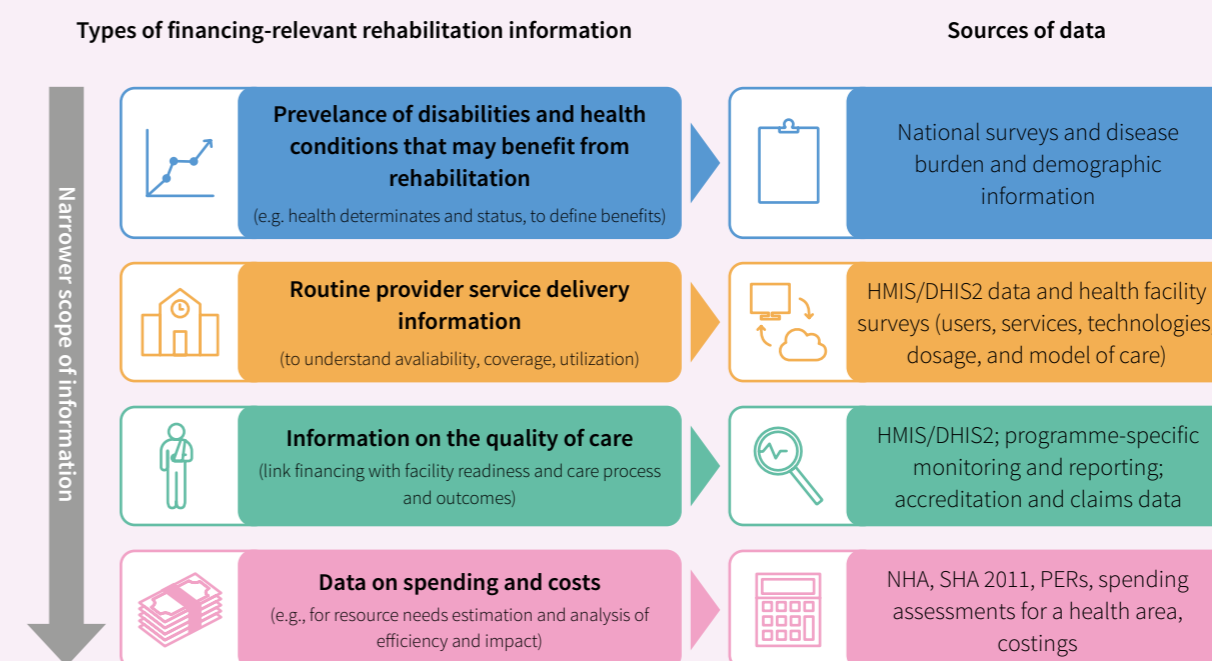 Types of financing-relevant rehabilitation information
Sources of data
Narrower scope of information
Prevelance of disabilities and health
conditions that may benefit from
rehabilitation
(e.g. health determinates and status, to define benefits)
National surveys and disease
burden and demographic
information
Routine provider service delivery
information
(to understand avaliability, coverage, utilization)
HMIS/DHIS2 data and health facility
surveys (users, services, technologies,
dosage, and model of care)
Information on the quality of care
(link financing with facility readiness and care process
and outcomes)
HMIS/DHIS2; programme-specific
monitoring and reporting;
accreditation and claims data
Data on spending and costs
(e.g., for resource needs estimation and analysis of
efficiency and impact)
NHA, SHA 2011, PERs, spending
assessments for a health area,
costings